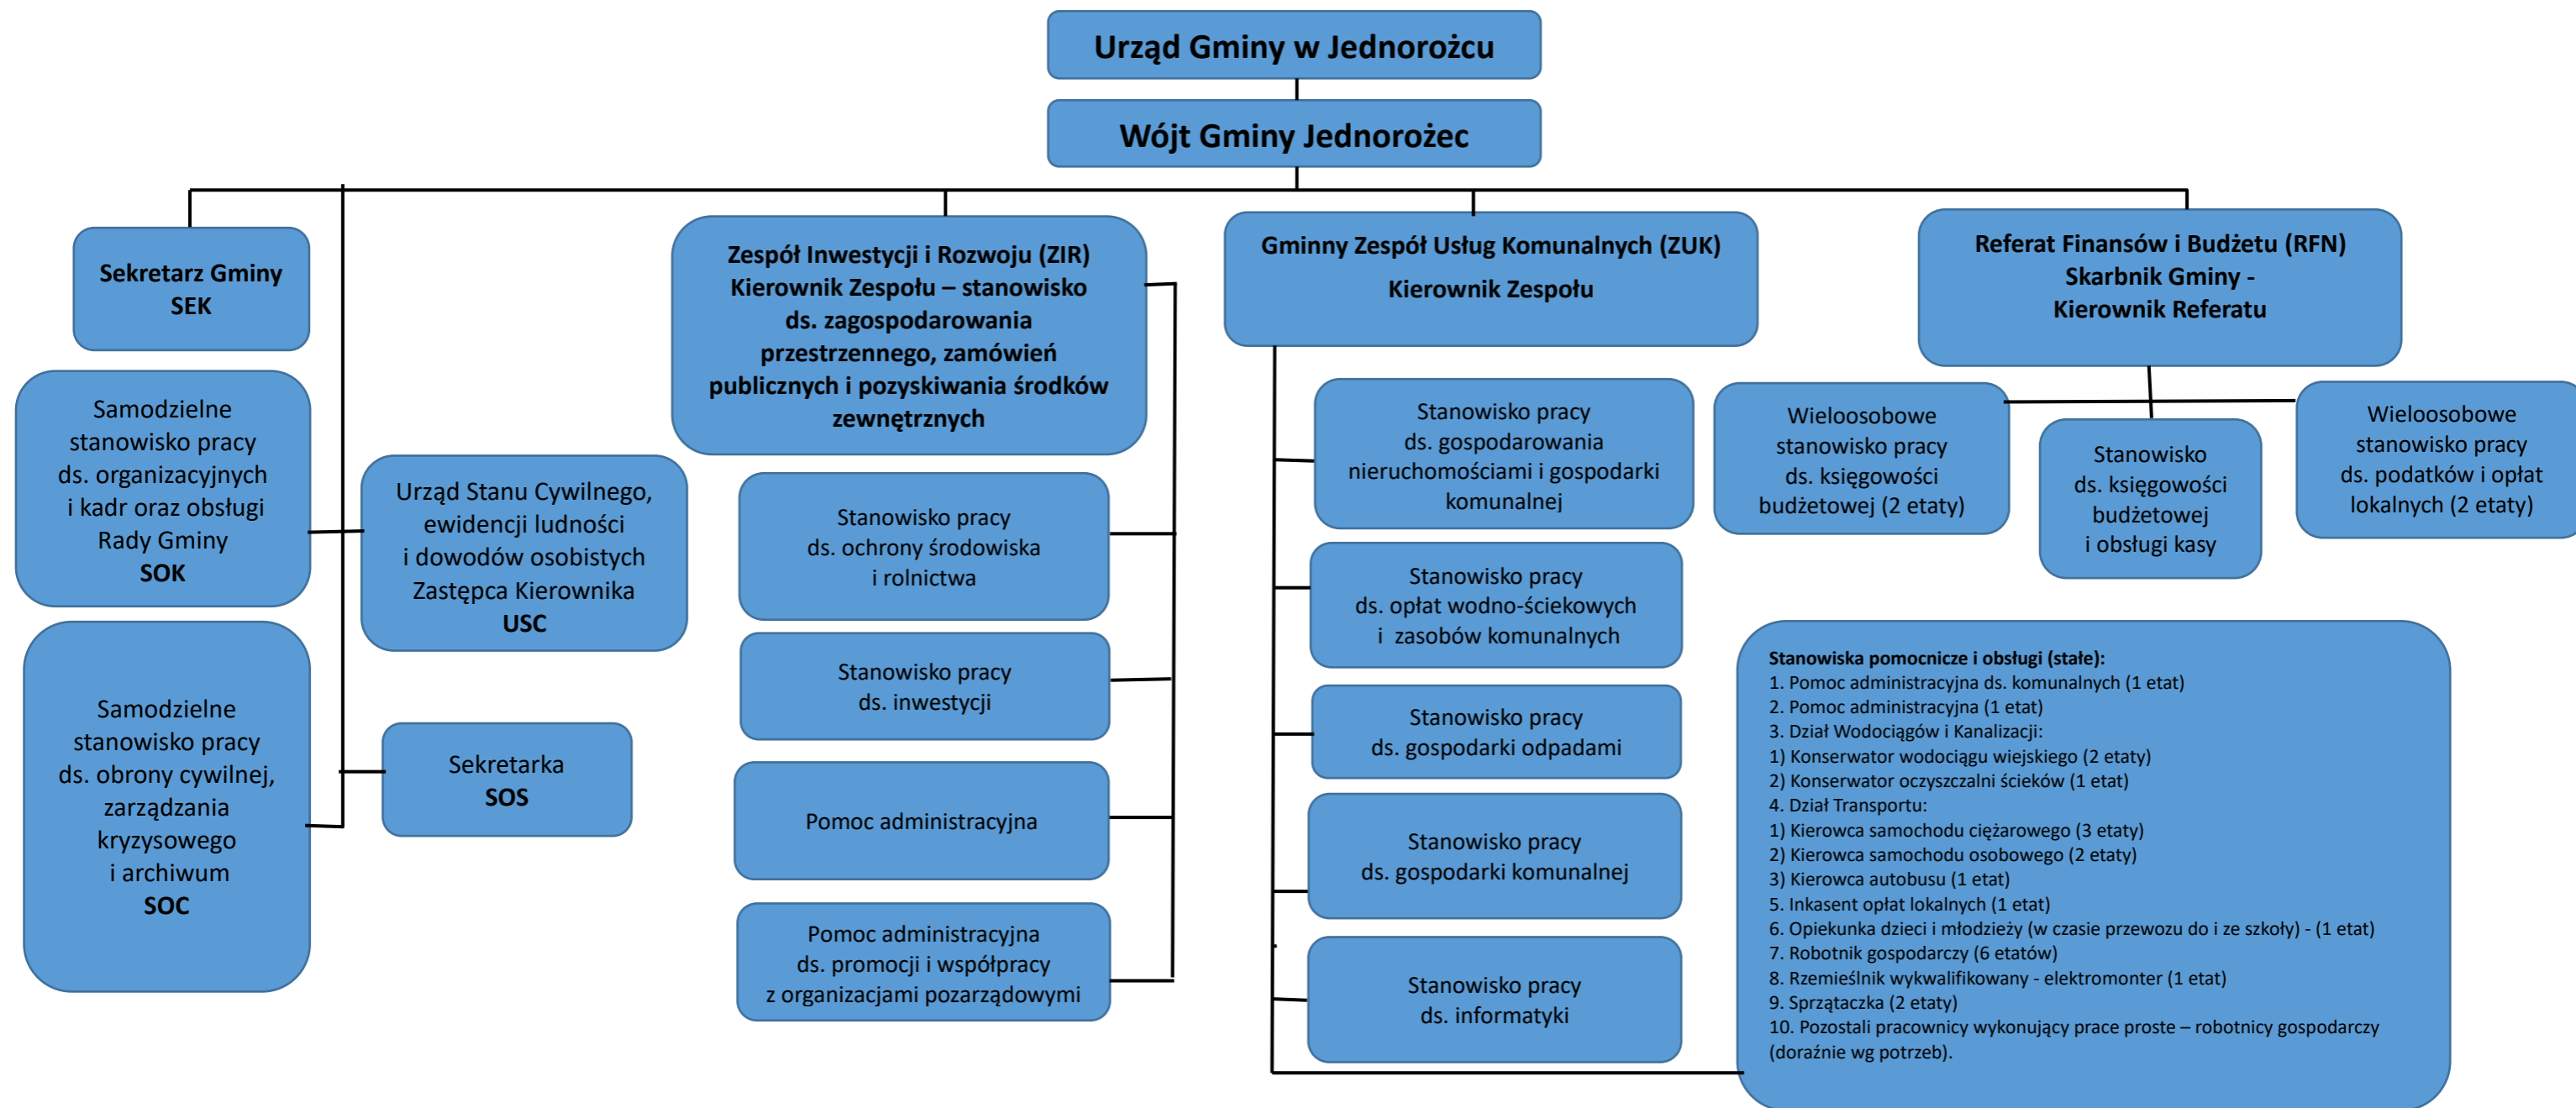 Urząd Gminy w Jednorożcu
Wójt Gminy Jednorożec
Sekretarz Gminy
SEK
Samodzielne
stanowisko pracy
ds. organizacyjnych
i kadr oraz obsługi
Rady Gminy
SOK
Samodzielne
stanowisko pracy
ds. obrony cywilnej,
zarządzania
kryzysowego
i archiwum
SOC
Urząd Stanu Cywilnego,
ewidencji ludności
i dowodów osobistych
Zastępca Kierownika
USC
Sekretarka
SOS
Zespół Inwestycji i Rozwoju (ZIR)
Kierownik Zespołu – stanowisko
ds. zagospodarowania
przestrzennego, zamówień
publicznych i pozyskiwania środków
zewnętrznych
Stanowisko pracy
ds. ochrony środowiska
i rolnictwa
Stanowisko pracy
ds. inwestycji
Pomoc administracyjna
Pomoc administracyjna
ds. promocji i współpracy
z organizacjami pozarządowymi
Gminny Zespół Usług Komunalnych (ZUK)
Kierownik Zespołu
Stanowisko pracy
ds. gospodarowania
nieruchomościami i gospodarki
komunalnej
Stanowisko pracy
ds. opłat wodno-ściekowych
i zasobów komunalnych
Stanowisko pracy
ds. gospodarki odpadami
Stanowisko pracy
ds. gospodarki komunalnej
Stanowisko pracy
ds. informatyki
Referat Finansów i Budżetu (RFN)
Skarbnik Gminy -
Kierownik Referatu
Wieloosobowe
stanowisko pracy
ds. księgowości
budżetowej (2 etaty)
Stanowisko
ds. księgowości
budżetowej
i obsługi kasy
Wieloosobowe
stanowisko pracy
ds. podatków i opłat
lokalnych (2 etaty)
Stanowiska pomocnicze i obsługi (stałe):
1. Pomoc administracyjna ds. komunalnych (1 etat)
2. Pomoc administracyjna (1 etat)
3. Dział Wodociągów i Kanalizacji:
1) Konserwator wodociągu wiejskiego (2 etaty)
2) Konserwator oczyszczalni ścieków (1 etat)
4. Dział Transportu:
1) Kierowca samochodu ciężarowego (3 etaty)
2) Kierowca samochodu osobowego (2 etaty)
3) Kierowca autobusu (1 etat)
5. Inkasent opłat lokalnych (1 etat)
6. Opiekunka dzieci i młodzieży (w czasie przewozu do i ze szkoły) - (1 etat)
7. Robotnik gospodarczy (6 etatów)
8. Rzemieślnik wykwalifikowany - elektromonter (1 etat)
9. Sprzątaczka (2 etaty)
10. Pozostali pracownicy wykonujący prace proste – robotnicy gospodarczy
(doraźnie wg potrzeb).